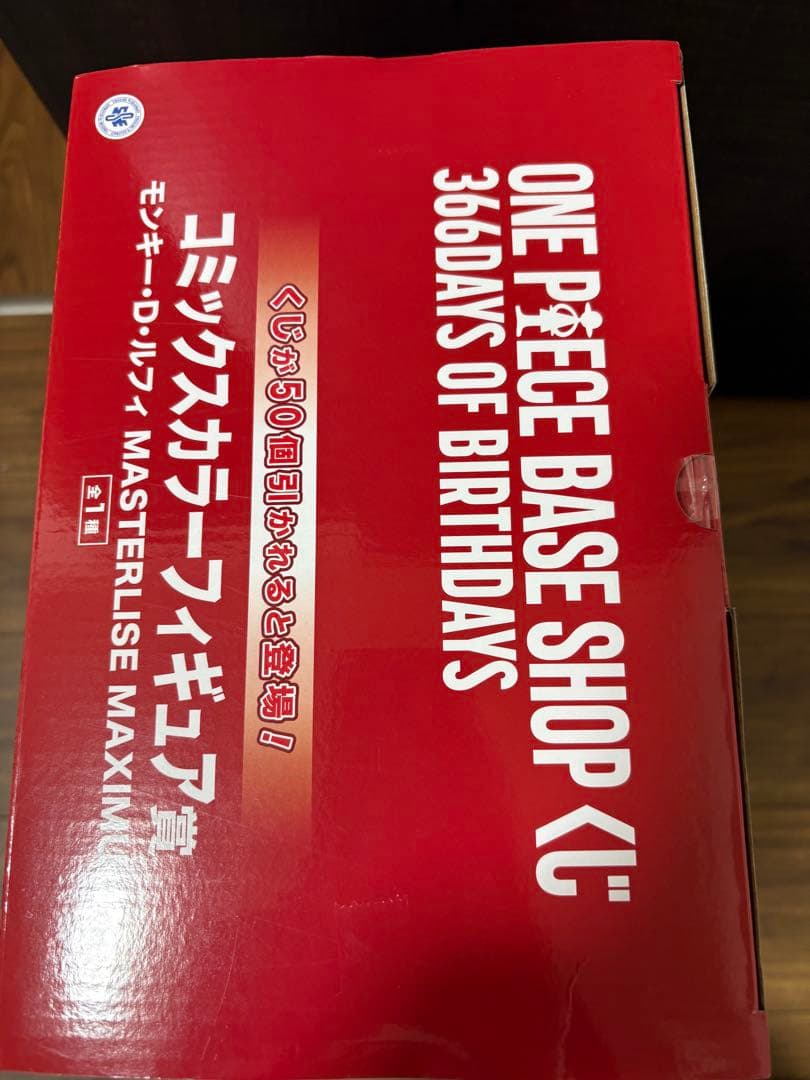 ONE PIECE BASE SHOP くじ
366DAYS OF BIRTHDAYS
くじが50個引かれると登場！
コミックスカラーフィギュア賞
モンキー・D・ルフィ MASTERLISE MAXIMU
全1種